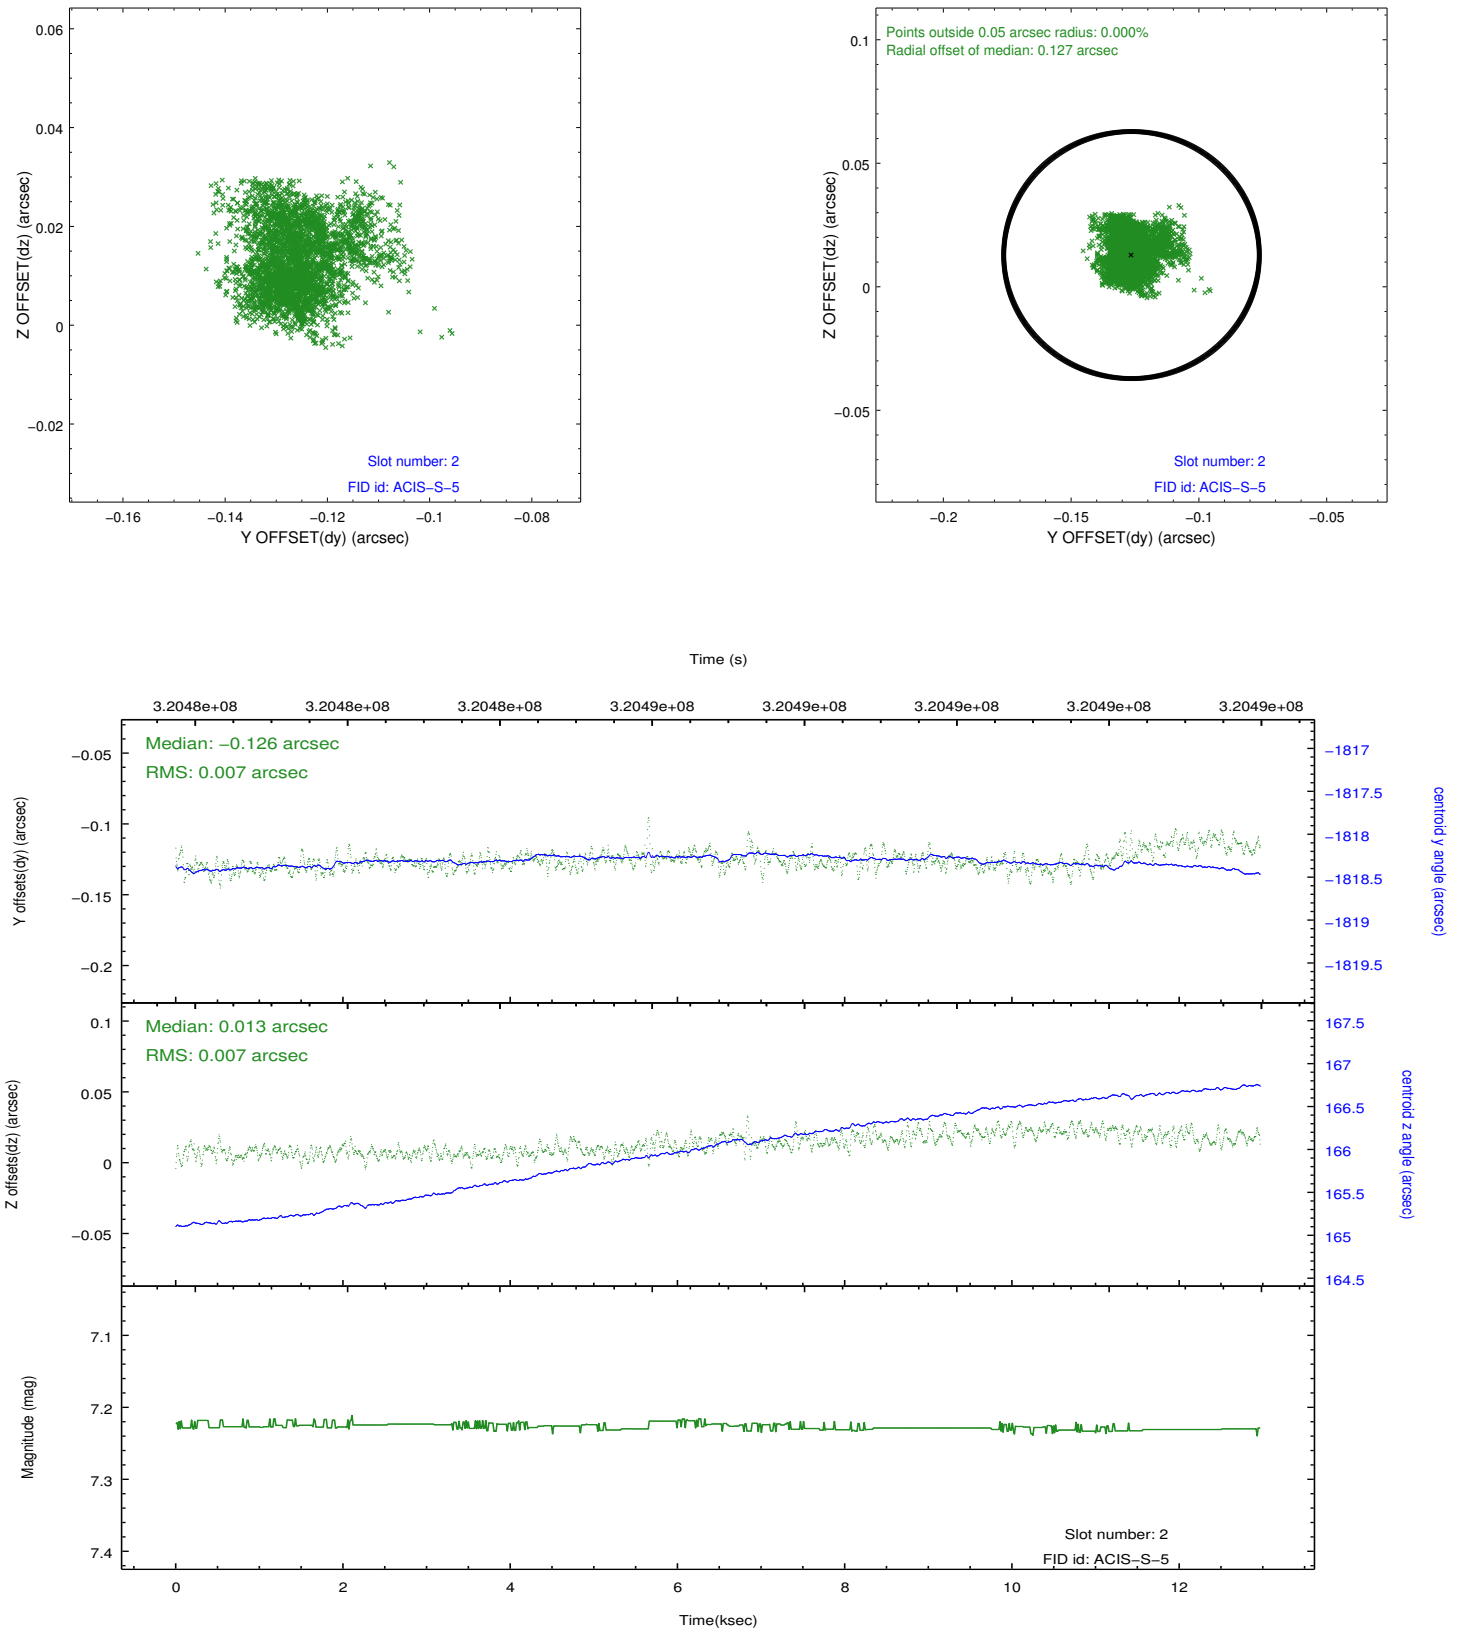 0.06
0.04
0.02
0
−0.02
Z OFFSET(dz) (arcsec)
Slot number: 2
FID id: ACIS−S−5
−0.16 −0.14 −0.12 −0.1 −0.08
Y OFFSET(dy) (arcsec)
Points outside 0.05 arcsec radius: 0.000%
Radial offset of median: 0.127 arcsec
0.1
0.05
0
−0.05
Z OFFSET(dz) (arcsec)
Slot number: 2
FID id: ACIS−S−5
−0.2 −0.15 −0.1 −0.05
Y OFFSET(dy) (arcsec)
Time (s)
3.2048e+08 3.2048e+08 3.2048e+08 3.2049e+08 3.2049e+08 3.2049e+08 3.2049e+08 3.2049e+08
Median: −0.126 arcsec
RMS: 0.007 arcsec
−0.05
−0.1
−0.15
−0.2
Y offsets(dy) (arcsec)
−1817
−1817.5
−1818
−1818.5
−1819
−1819.5
centroid y angle (arcsec)
Median: 0.013 arcsec
RMS: 0.007 arcsec
0.1
0.05
0
−0.05
Z offsets(dz) (arcsec)
167.5
167
166.5
166
165.5
165
164.5
centroid z angle (arcsec)
7.1
7.2
7.3
7.4
Magnitude (mag)
Slot number: 2
FID id: ACIS−S−5
0 2 4 6 8 10 12
Time(ksec)